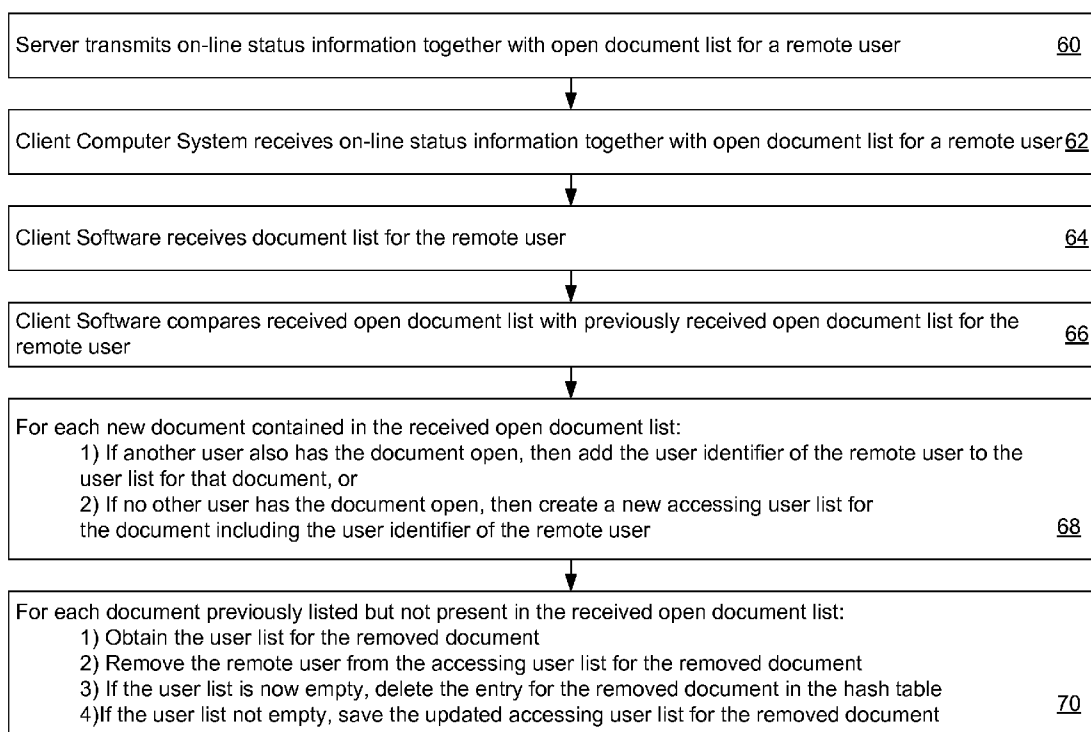 Server transmits on-line status information together with open document list for a remote user 60
Client Computer System receives on-line status information together with open document list for a remote user 62
Client Software receives document list for the remote user 64
Client Software compares received open document list with previously received open document list for the
remote user 66
For each new document contained in the received open document list:
1) If another user also has the document open, then add the user identifier of the remote user to the
user list for that document, or
2) If no other user has the document open, then create a new accessing user list for
the document including the user identifier of the remote user 68
For each document previously listed but not present in the received open document list:
1) Obtain the user list for the removed document
2) Remove the remote user from the accessing user list for the removed document
3) If the user list is now empty, delete the entry for the removed document in the hash table
4)If the user list not empty, save the updated accessing user list for the removed document 70